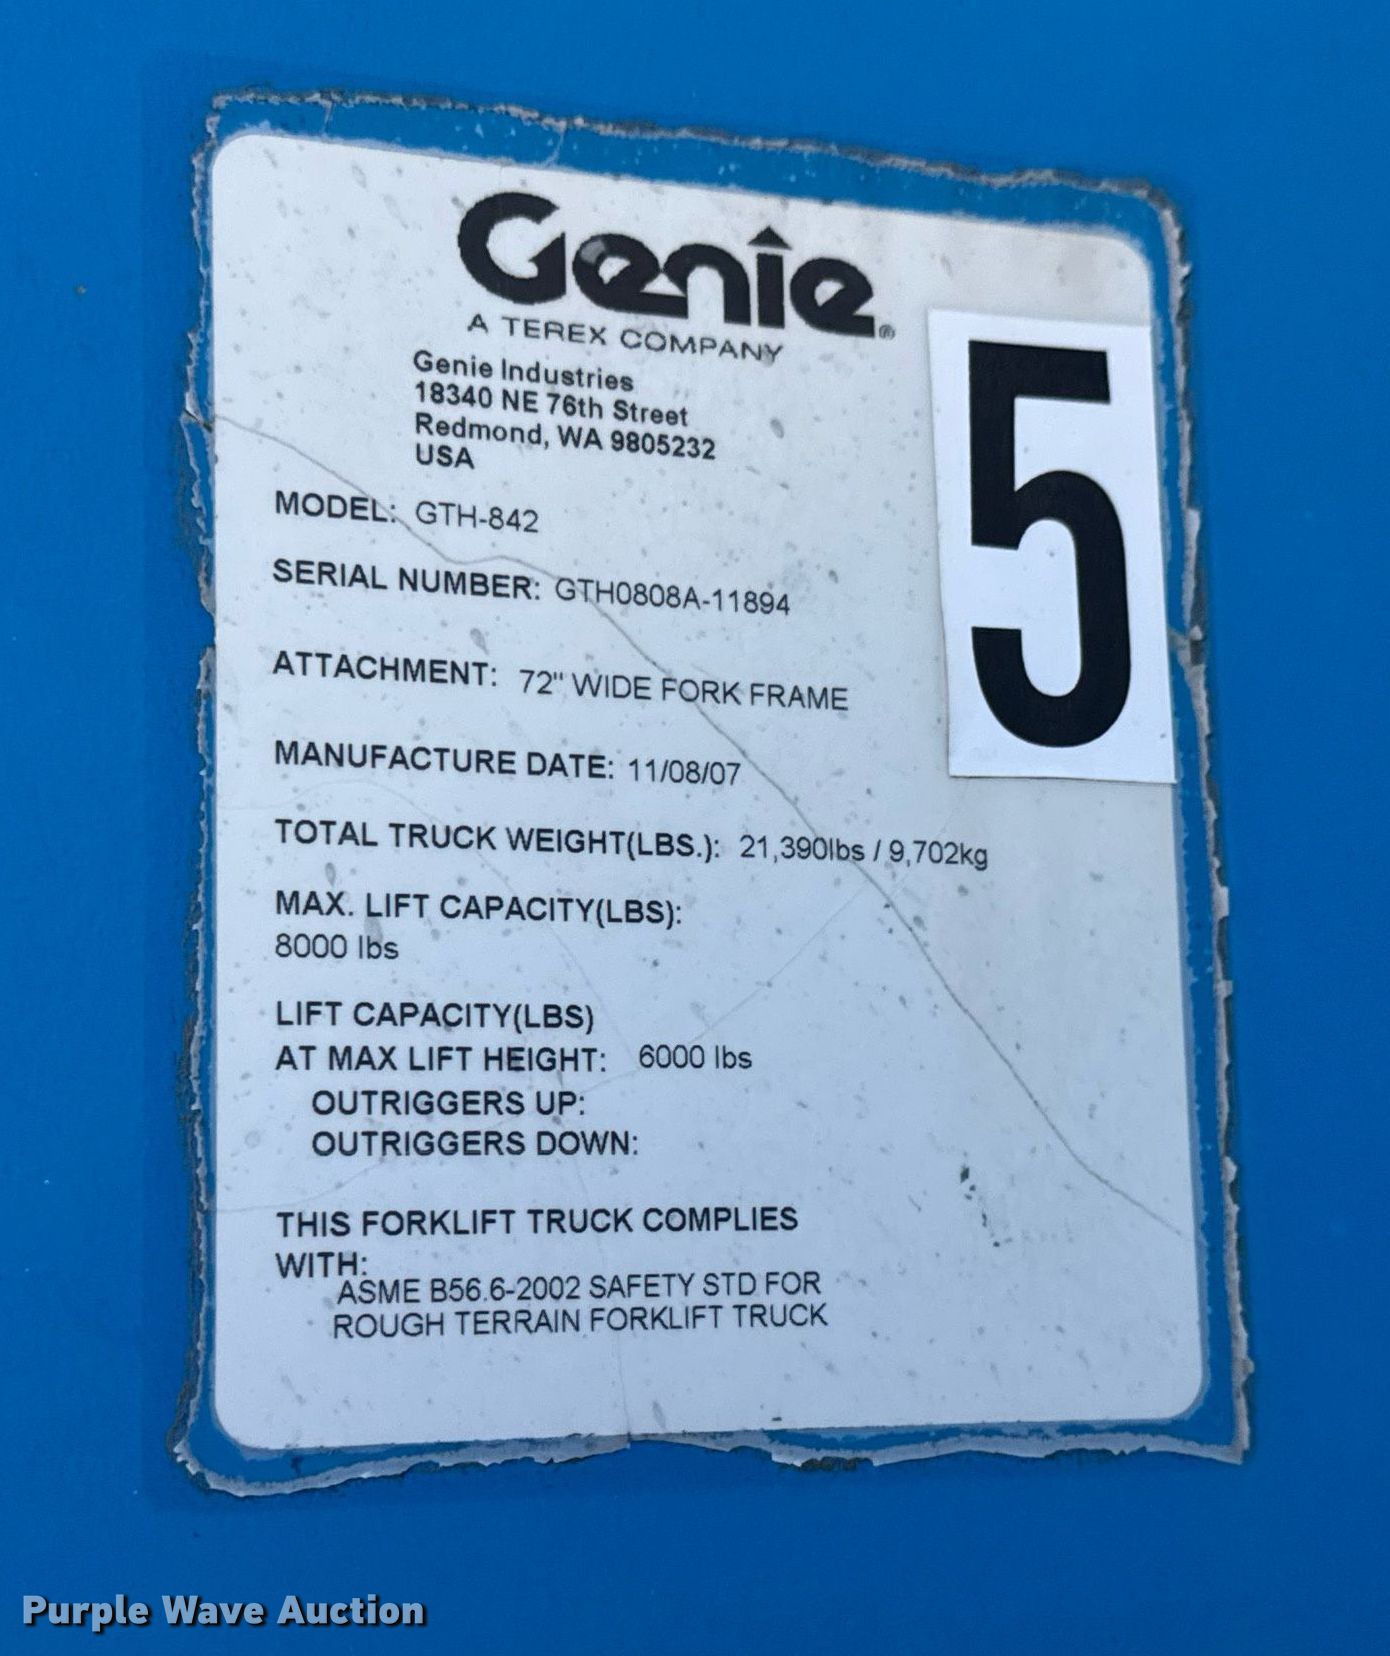 Genie®
A TEREX COMPANY
Genie Industries
18340 NE 76th Street
Redmond, WA 9805232
USA
5
MODEL: GTH-842
SERIAL NUMBER: GTH0808A-11894
ATTACHMENT: 72" WIDE FORK FRAME
MANUFACTURE DATE: 11/08/07
TOTAL TRUCK WEIGHT(LBS.): 21,390lbs / 9,702kg
MAX. LIFT CAPACITY(LBS):
8000 lbs
LIFT CAPACITY(LBS)
AT MAX LIFT HEIGHT: 6000 lbs
OUTRIGGERS UP:
OUTRIGGERS DOWN:
THIS FORKLIFT TRUCK COMPLIES
WITH:
ASME B56.6-2002 SAFETY STD FOR
ROUGH TERRAIN FORKLIFT TRUCK
Purple Wave Auction